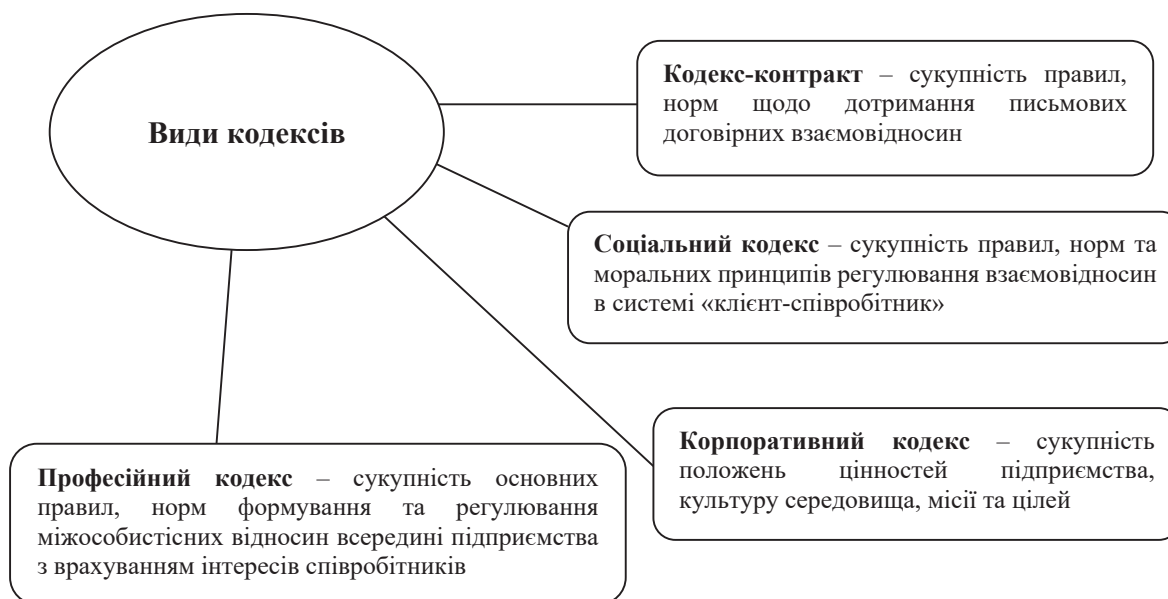 Види кодексів
Кодекс-контракт – сукупність правил,
норм щодо дотримання письмових
договірних взаємовідносин
Соціальний кодекс – сукупність правил, норм та
моральних принципів регулювання взаємовідносин
в системі «клієнт-співробітник»
Корпоративний кодекс – сукупність
положень цінностей підприємства,
культуру середовища, місії та цілей
Професійний кодекс – сукупність основних
правил, норм формування та регулювання
міжособистісних відносин всередині підприємства
з врахуванням інтересів співробітників